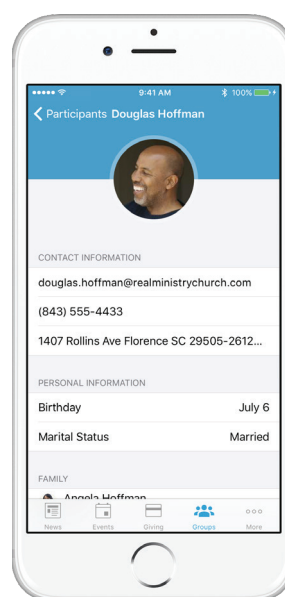 9:41 AM 100%
Participants Douglas Hoffman
CONTACT INFORMATION
douglas.hoffman@realministrychurch.com
(843) 555-4433
1407 Rollins Ave Florence SC 29505-2612...
PERSONAL INFORMATION
Birthday July 6
Marital Status Married
FAMILY
Angela Hoffman
News Events Giving Groups More